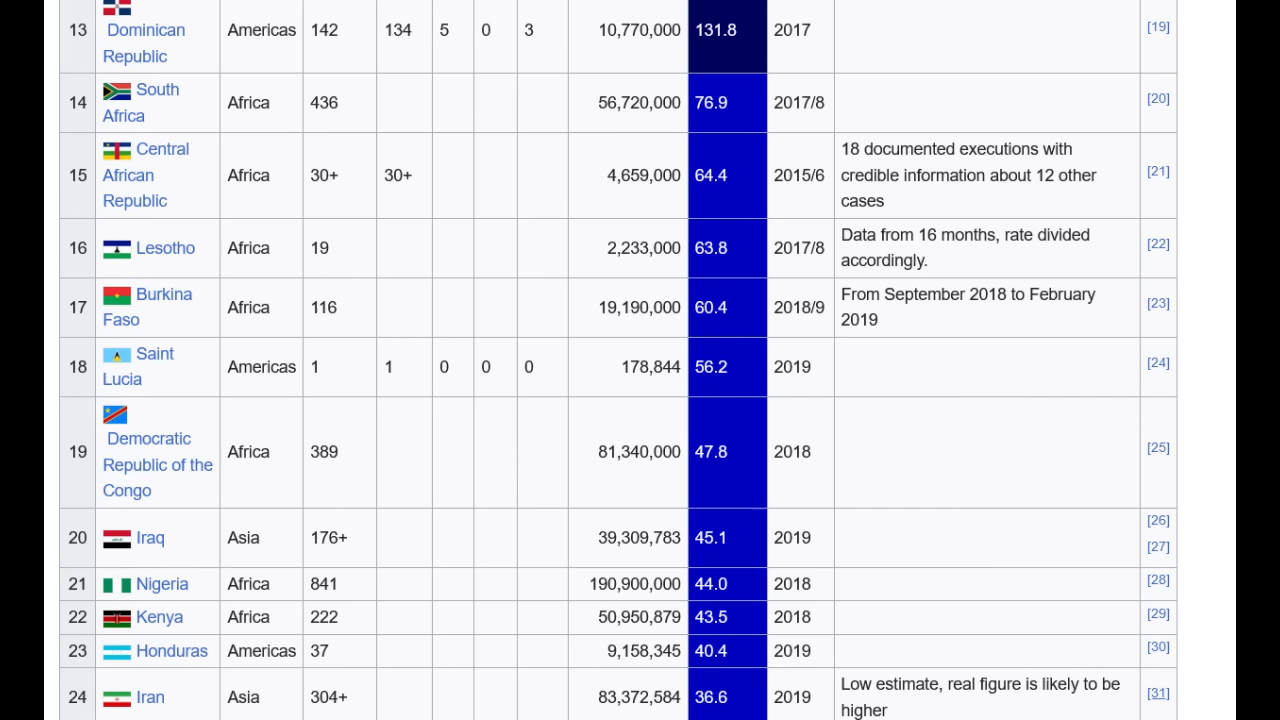 13 Dominican Republic Americas 142 134 5 0 3 10,770,000 131.8 2017 [19]
14 South Africa Africa 436 56,720,000 76.9 2017/8 [20]
15 Central African Republic Africa 30+ 30+ 4,659,000 64.4 2015/6 18 documented executions with credible information about 12 other cases [21]
16 Lesotho Africa 19 2,233,000 63.8 2017/8 Data from 16 months, rate divided accordingly. [22]
17 Burkina Faso Africa 116 19,190,000 60.4 2018/9 From September 2018 to February 2019 [23]
18 Saint Lucia Americas 1 1 0 0 0 178,844 56.2 2019 [24]
19 Democratic Republic of the Congo Africa 389 81,340,000 47.8 2018 [25]
20 Iraq Asia 176+ 39,309,783 45.1 2019 [26] [27]
21 Nigeria Africa 841 190,900,000 44.0 2018 [28]
22 Kenya Africa 222 50,950,879 43.5 2018 [29]
23 Honduras Americas 37 9,158,345 40.4 2019 [30]
24 Iran Asia 304+ 83,372,584 36.6 2019 Low estimate, real figure is likely to be higher [31]